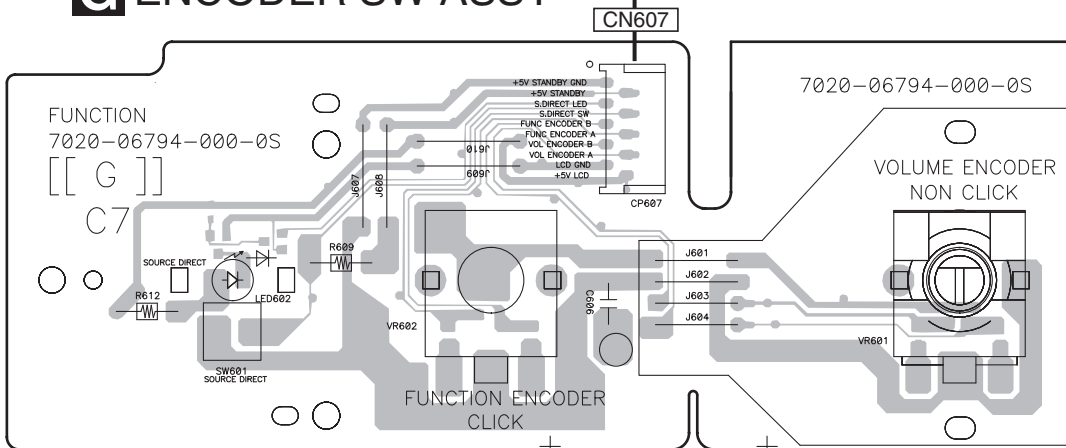 G ENCODER SW ASSY
CN607
FUNCTION
7020-06794-000-0S
[[ G ]]
C7
+5V STANDBY GND
+5V STANDBY
S.DIRECT LED
S.DIRECT SW
FUNC ENCODER B
FUNC ENCODER A
VOL ENCODER B
VOL ENCODER A
LCD GND
+5V LCD
CP607
J610
J609
J607
J608
7020-06794-000-0S
VOLUME ENCODER
NON CLICK
SOURCE DIRECT
LED602
R609
R612
SW601
SOURCE DIRECT
VR602
FUNCTION ENCODER
CLICK
C606
J601
J602
J603
J604
VR601